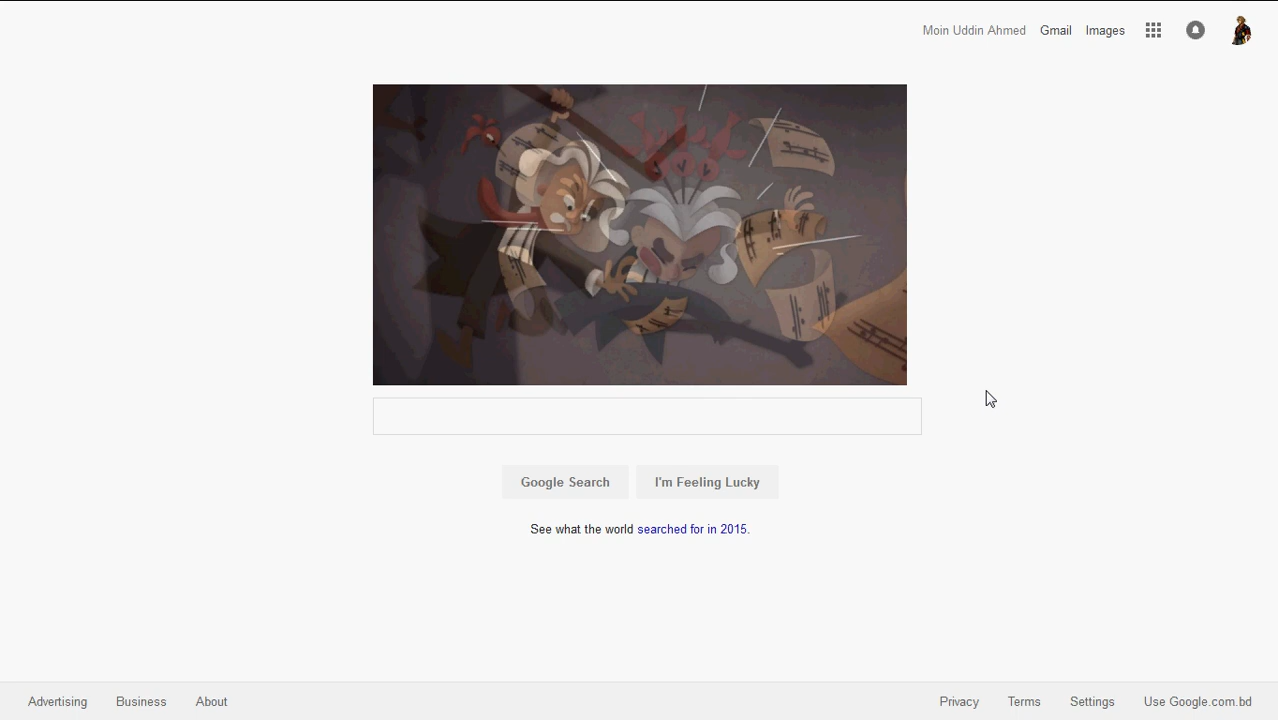 Moin Uddin Ahmed Gmail Images
Google Search I'm Feeling Lucky
See what the world searched for in 2015.
Advertising Business About Privacy Terms Settings Use Google.com.bd